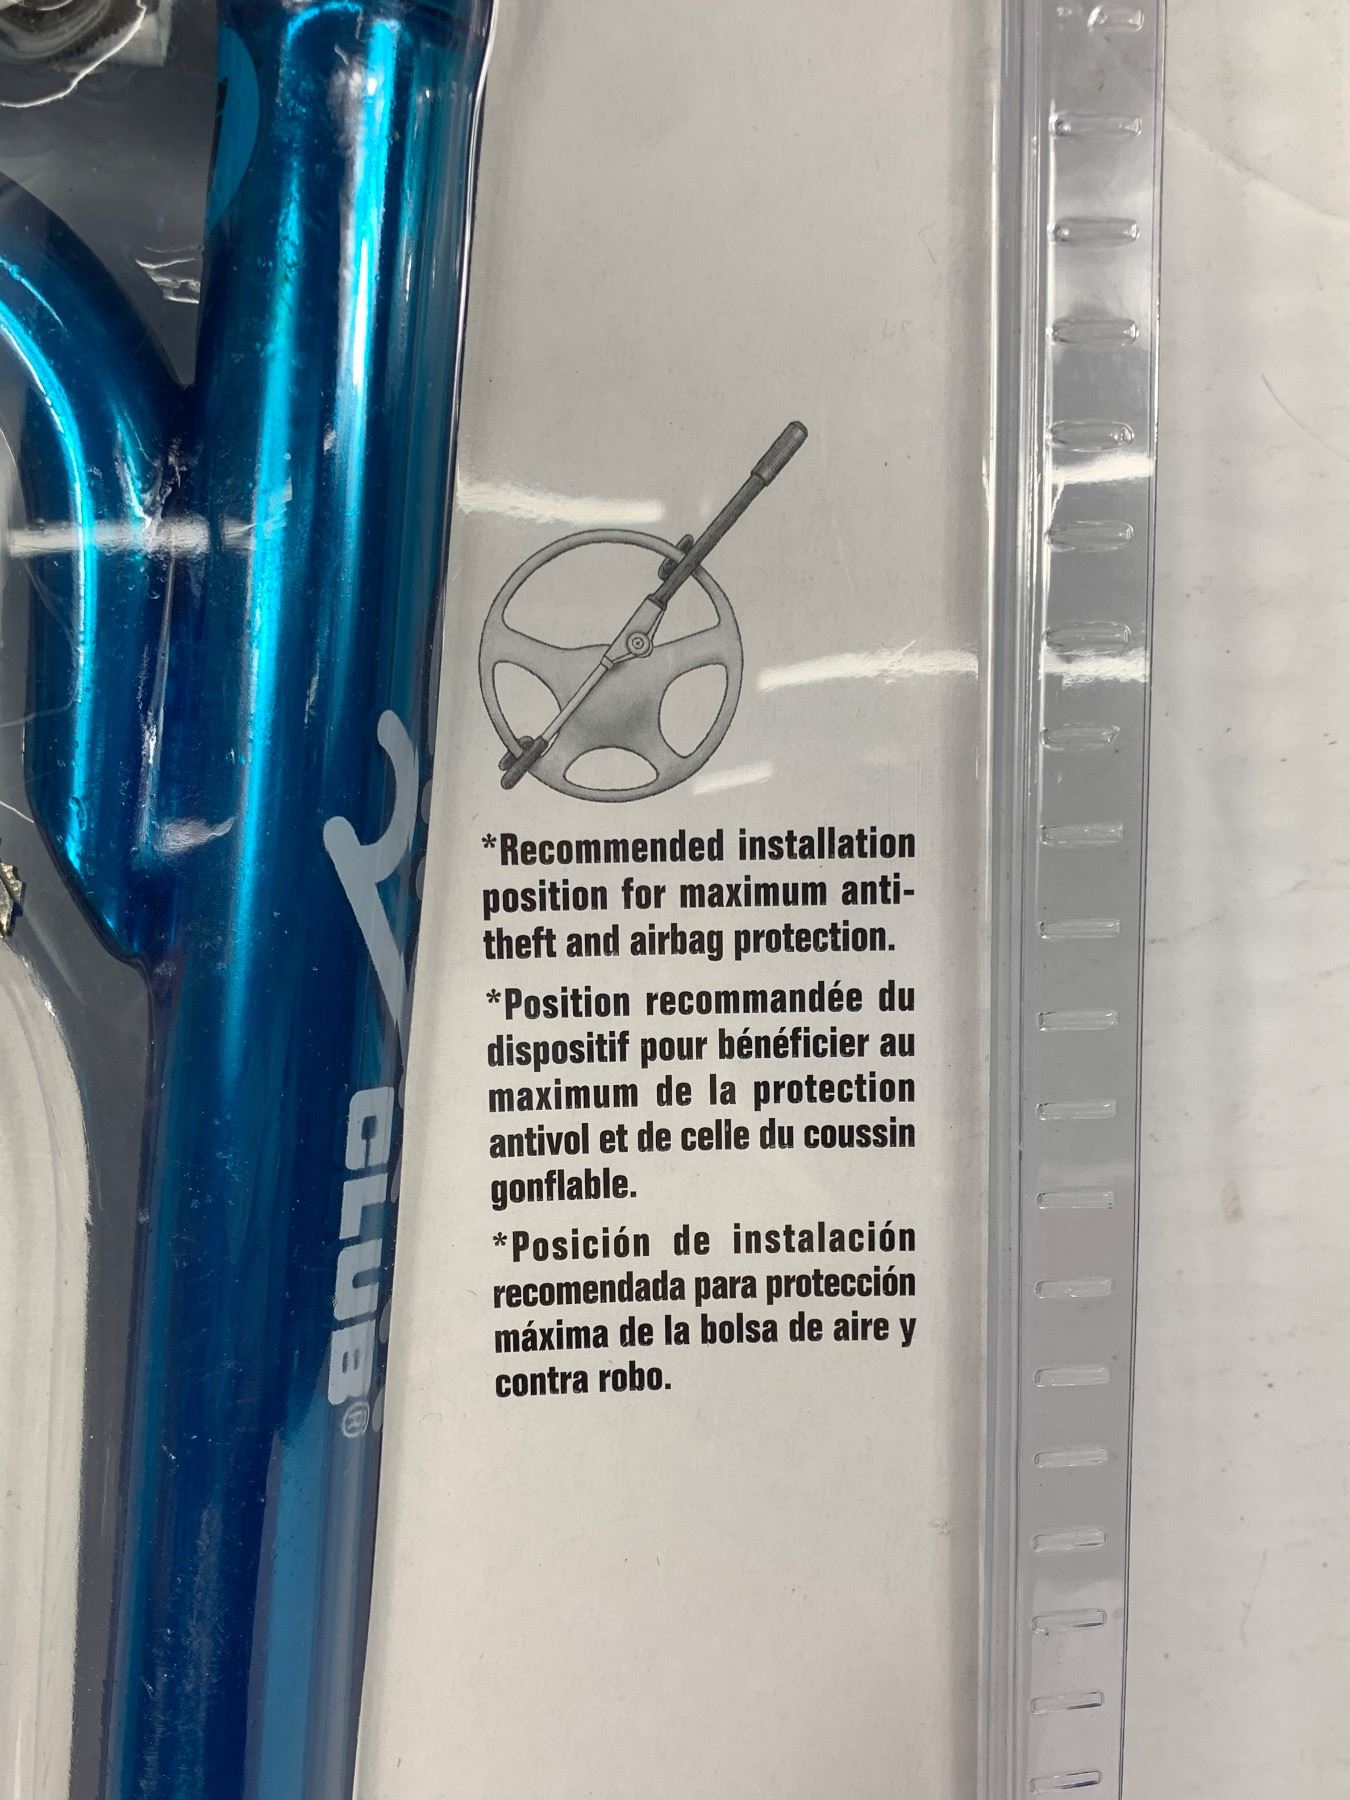 *Recommended installation
position for maximum anti-
theft and airbag protection.
*Position recommandée du
dispositif pour bénéficier au
maximum de la protection
antivol et de celle du coussin
gonflable.
*Posición de instalación
recomendada para protección
máxima de la bolsa de aire y
contra robo.
CLUB®